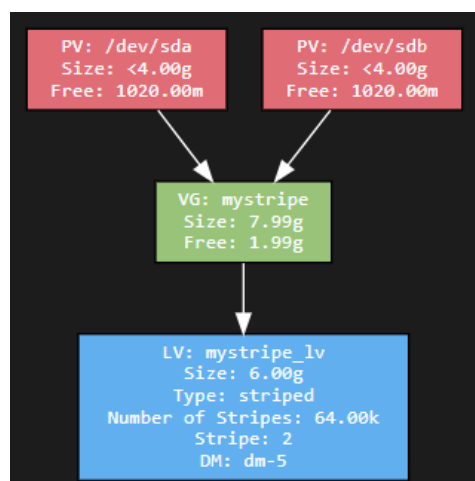 PV: /dev/sda
Size: <4.00g
Free: 1020.00m
PV: /dev/sdb
Size: <4.00g
Free: 1020.00m
VG: mystripe
Size: 7.99g
Free: 1.99g
LV: mystripe_lv
Size: 6.00g
Type: striped
Number of Stripes: 64.00k
Stripe: 2
DM: dm-5